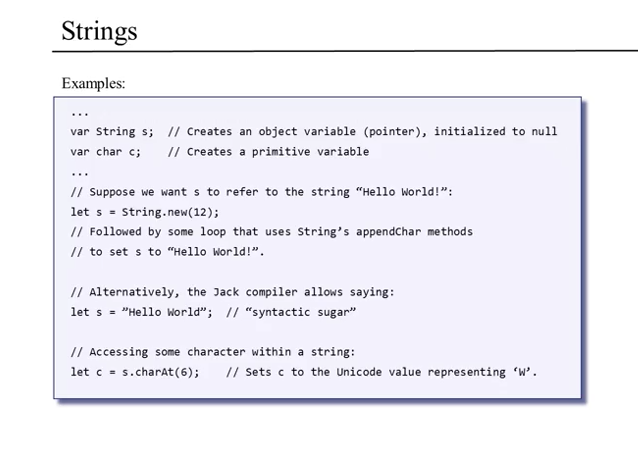 Strings
Examples:
...
var String s;  // Creates an object variable (pointer), initialized to null
var char c;    // Creates a primitive variable
...
// Suppose we want s to refer to the string “Hello World!”:
let s = String.new(12);
// Followed by some loop that uses String’s appendChar methods
// to set s to “Hello World!”.
// Alternatively, the Jack compiler allows saying:
let s = ”Hello World”;  // “syntactic sugar”
// Accessing some character within a string:
let c = s.charAt(6);    // Sets c to the Unicode value representing ‘W’.